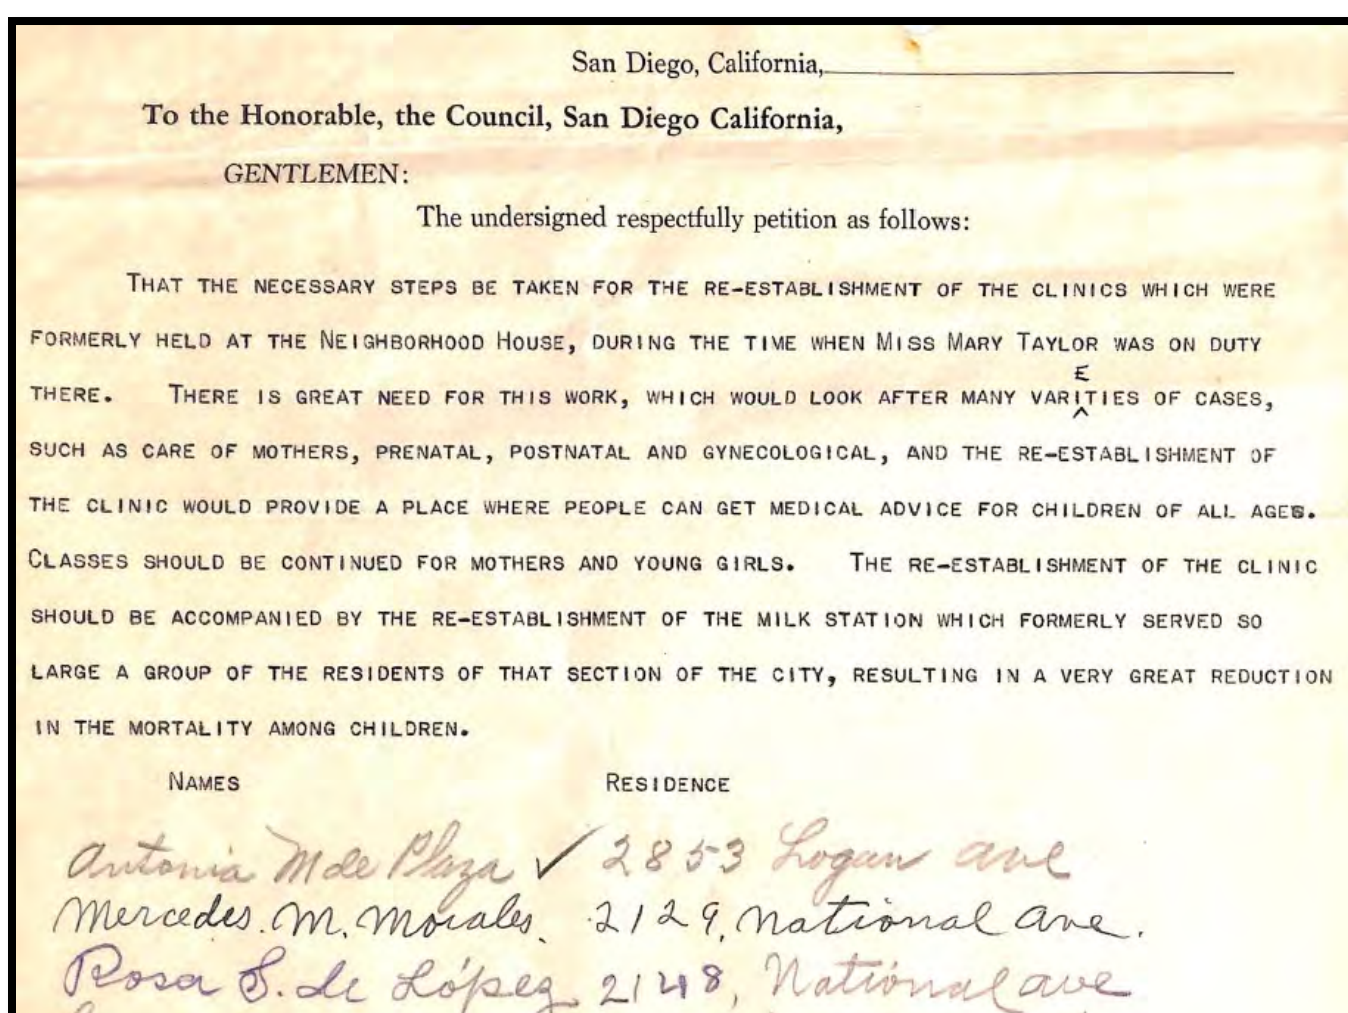 San Diego, California,
To the Honorable, the Council, San Diego California,
GENTLEMEN:
The undersigned respectfully petition as follows:
THAT THE NECESSARY STEPS BE TAKEN FOR THE RE-ESTABLISHMENT OF THE CLINICS WHICH WERE
FORMERLY HELD AT THE NEIGHBORHOOD HOUSE, DURING THE TIME WHEN MISS MARY TAYLOR WAS ON DUTY
E
THERE. THERE IS GREAT NEED FOR THIS WORK, WHICH WOULD LOOK AFTER MANY VARITIES OF CASES,
SUCH AS CARE OF MOTHERS, PRENATAL, POSTNATAL AND GYNECOLOGICAL, AND THE RE-ESTABLISHMENT OF
THE CLINIC WOULD PROVIDE A PLACE WHERE PEOPLE CAN GET MEDICAL ADVICE FOR CHILDREN OF ALL AGES.
CLASSES SHOULD BE CONTINUED FOR MOTHERS AND YOUNG GIRLS. THE RE-ESTABLISHMENT OF THE CLINIC
SHOULD BE ACCOMPANIED BY THE RE-ESTABLISHMENT OF THE MILK STATION WHICH FORMERLY SERVED SO
LARGE A GROUP OF THE RESIDENTS OF THAT SECTION OF THE CITY, RESULTING IN A VERY GREAT REDUCTION
IN THE MORTALITY AMONG CHILDREN.
NAMES RESIDENCE
Antonia M de Plaza ✓ 2853 Logan ave
Mercedes. M. Morales. 2129, National ave.
Rosa S. de López 2148, National ave